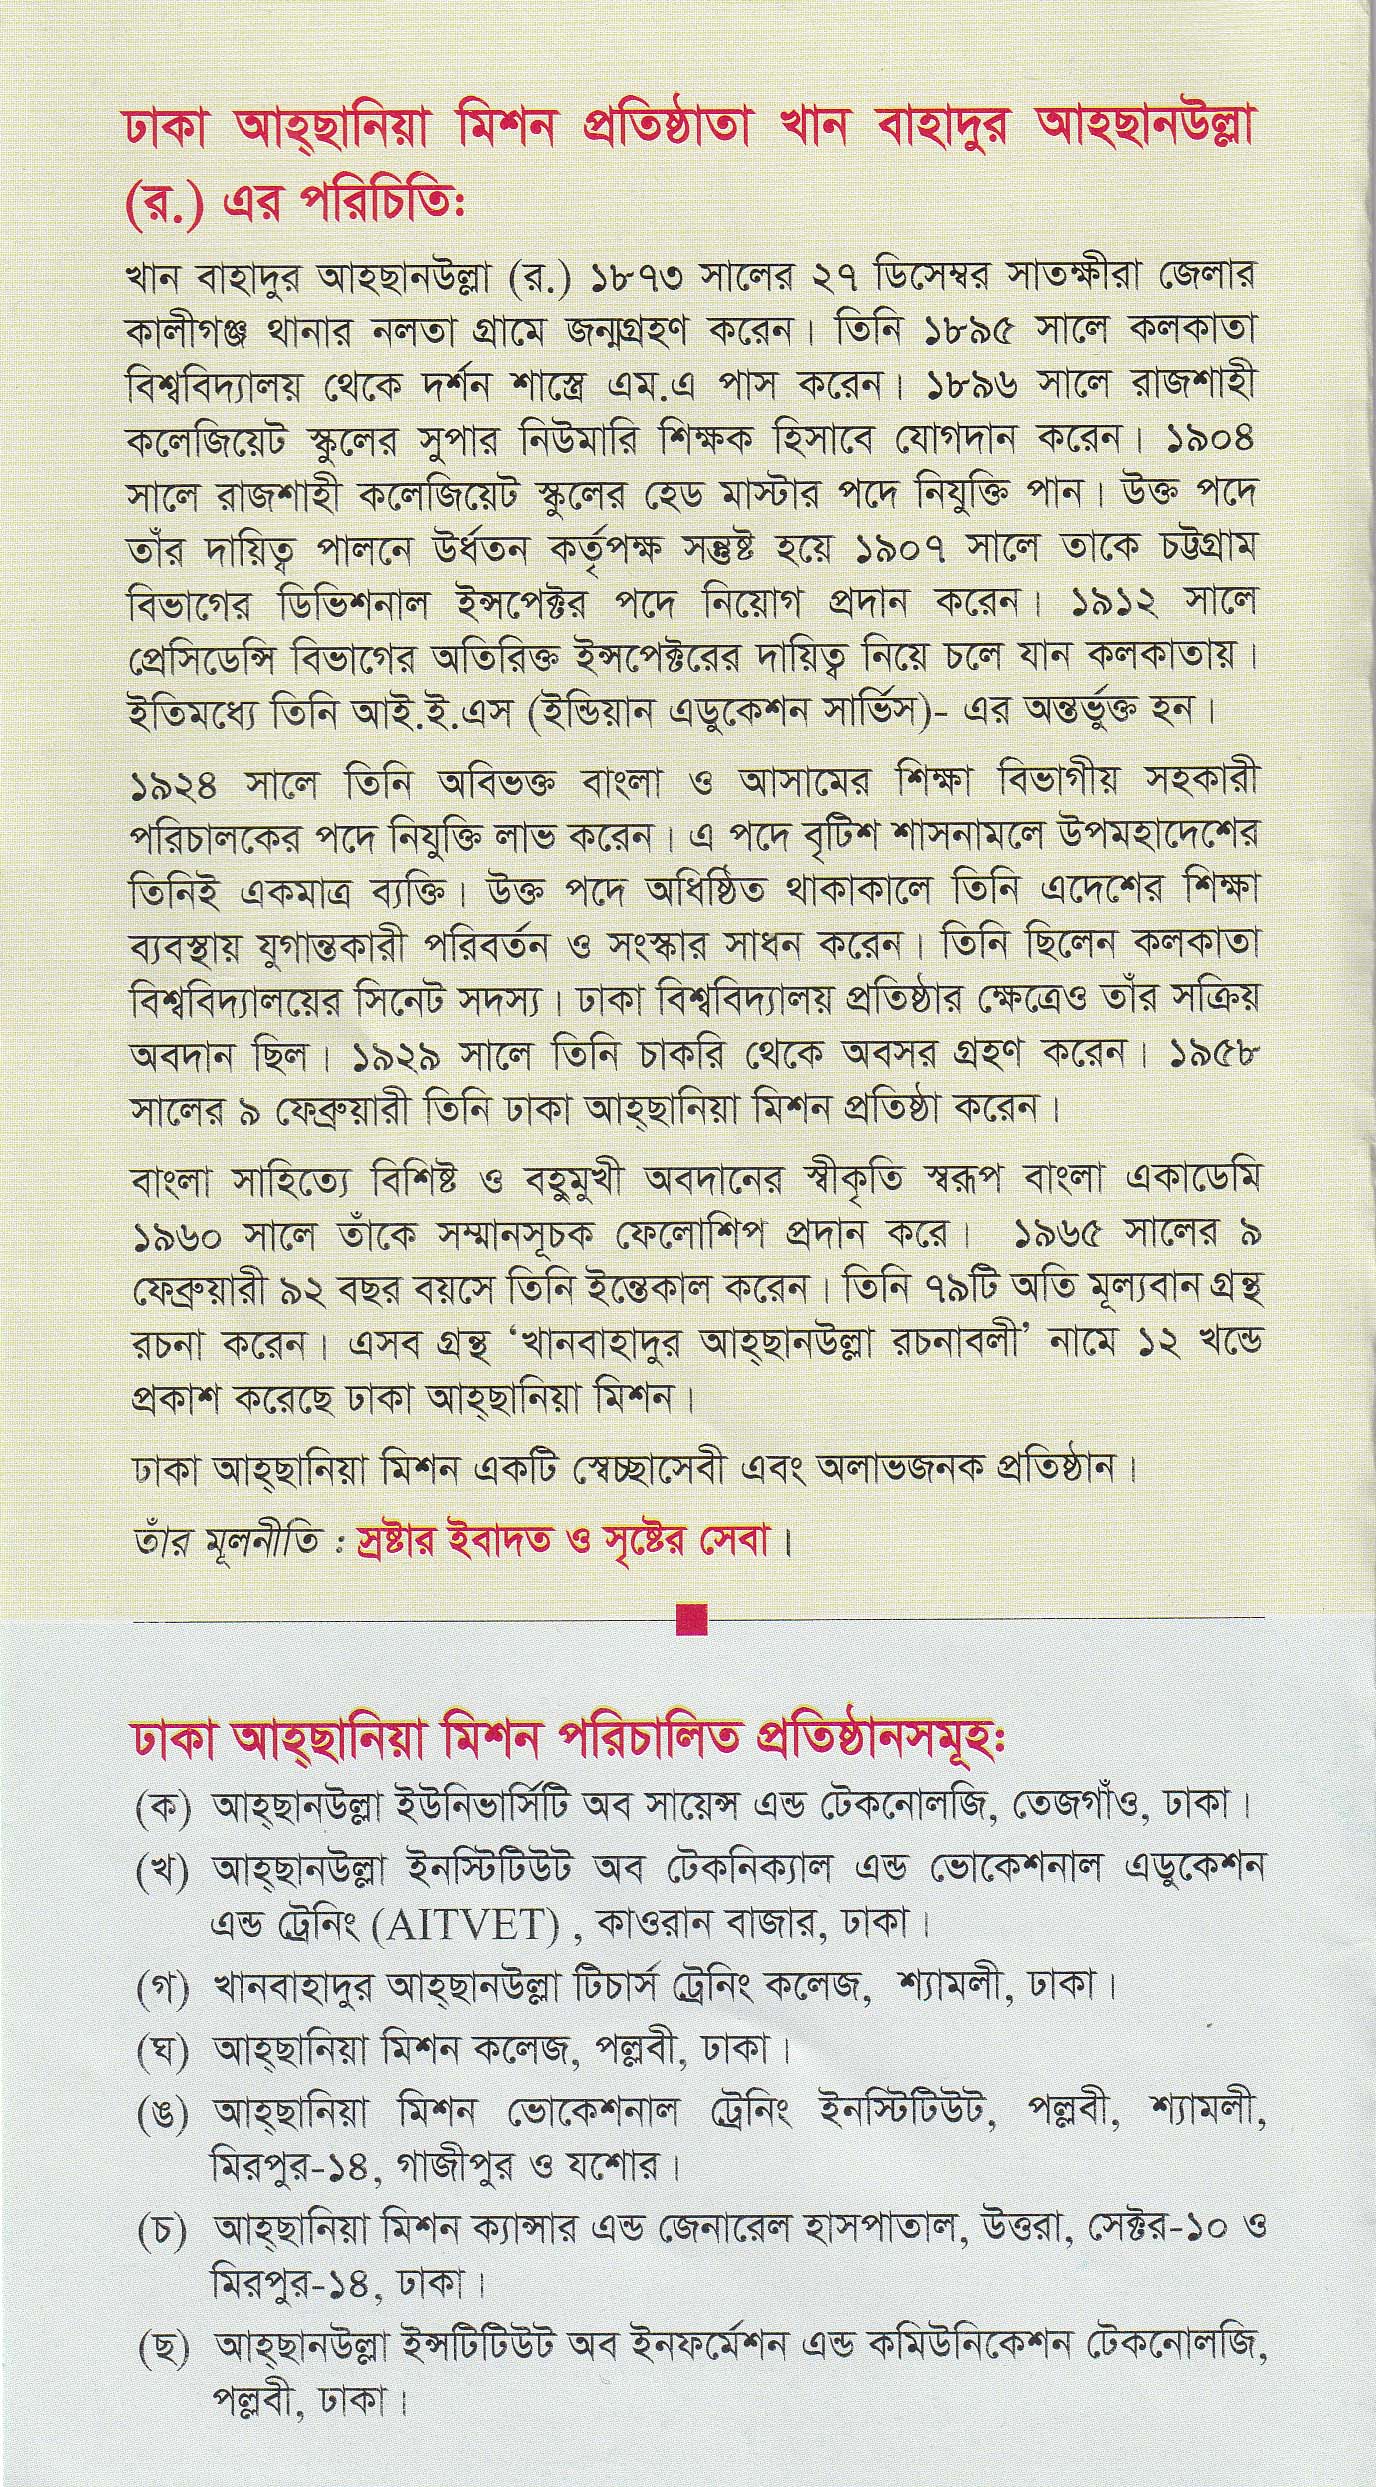 ঢাকা আহ্ছানিয়া মিশন প্রতিষ্ঠাতা খান বাহাদুর আহছানউল্লা
(র.) এর পরিচিতি:
খান বাহাদুর আহছানউল্লা (র.) ১৮৭৩ সালের ২৭ ডিসেম্বর সাতক্ষীরা জেলার
কালীগঞ্জ থানার নলতা গ্রামে জন্মগ্রহণ করেন। তিনি ১৮৯৫ সালে কলকাতা
বিশ্ববিদ্যালয় থেকে দর্শন শাস্ত্রে এম.এ পাস করেন। ১৮৯৬ সালে রাজশাহী
কলেজিয়েট স্কুলের সুপার নিউমারি শিক্ষক হিসাবে যোগদান করেন। ১৯০৪
সালে রাজশাহী কলেজিয়েট স্কুলের হেড মাস্টার পদে নিযুক্তি পান। উক্ত পদে
তাঁর দায়িত্ব পালনে উর্ধতন কর্তৃপক্ষ সন্তুষ্ট হয়ে ১৯০৭ সালে তাকে চট্টগ্রাম
বিভাগের ডিভিশনাল ইন্সপেক্টর পদে নিয়োগ প্রদান করেন। ১৯১২ সালে
প্রেসিডেন্সি বিভাগের অতিরিক্ত ইন্সপেক্টরের দায়িত্ব নিয়ে চলে যান কলকাতায়।
ইতিমধ্যে তিনি আই.ই.এস (ইন্ডিয়ান এডুকেশন সার্ভিস)- এর অন্তর্ভুক্ত হন।
১৯২৪ সালে তিনি অবিভক্ত বাংলা ও আসামের শিক্ষা বিভাগীয় সহকারী
পরিচালকের পদে নিযুক্তি লাভ করেন। এ পদে বৃটিশ শাসনামলে উপমহাদেশের
তিনিই একমাত্র ব্যক্তি। উক্ত পদে অধিষ্ঠিত থাকাকালে তিনি এদেশের শিক্ষা
ব্যবস্থায় যুগান্তকারী পরিবর্তন ও সংস্কার সাধন করেন। তিনি ছিলেন কলকাতা
বিশ্ববিদ্যালয়ের সিনেট সদস্য। ঢাকা বিশ্ববিদ্যালয় প্রতিষ্ঠার ক্ষেত্রেও তাঁর সক্রিয়
অবদান ছিল। ১৯২৯ সালে তিনি চাকরি থেকে অবসর গ্রহণ করেন। ১৯৫৮
সালের ৯ ফেব্রুয়ারী তিনি ঢাকা আহ্ছানিয়া মিশন প্রতিষ্ঠা করেন।
বাংলা সাহিত্যে বিশিষ্ট ও বহুমুখী অবদানের স্বীকৃতি স্বরূপ বাংলা একাডেমি
১৯৬০ সালে তাঁকে সম্মানসূচক ফেলোশিপ প্রদান করে। ১৯৬৫ সালের ৯
ফেব্রুয়ারী ৯২ বছর বয়সে তিনি ইন্তেকাল করেন। তিনি ৭৯টি অতি মূল্যবান গ্রন্থ
রচনা করেন। এসব গ্রন্থ ‘খানবাহাদুর আহ্ছানউল্লা রচনাবলী’ নামে ১২ খন্ডে
প্রকাশ করেছে ঢাকা আহ্ছানিয়া মিশন।
ঢাকা আহ্ছানিয়া মিশন একটি স্বেচ্ছাসেবী এবং অলাভজনক প্রতিষ্ঠান।
তাঁর মূলনীতি : স্রষ্টার ইবাদত ও সৃষ্টের সেবা।
ঢাকা আহ্ছানিয়া মিশন পরিচালিত প্রতিষ্ঠানসমূহ:
(ক) আহ্ছানউল্লা ইউনিভার্সিটি অব সায়েন্স এন্ড টেকনোলজি, তেজগাঁও, ঢাকা।
(খ) আহ্ছানউল্লা ইনস্টিটিউট অব টেকনিক্যাল এন্ড ভোকেশনাল এডুকেশন
এন্ড ট্রেনিং (AITVET) , কাওরান বাজার, ঢাকা।
(গ) খানবাহাদুর আহ্ছানউল্লা টিচার্স ট্রেনিং কলেজ, শ্যামলী, ঢাকা।
(ঘ) আহ্ছানিয়া মিশন কলেজ, পল্লবী, ঢাকা।
(ঙ) আহ্ছানিয়া মিশন ভোকেশনাল ট্রেনিং ইনস্টিটিউট, পল্লবী, শ্যামলী,
মিরপুর-১৪, গাজীপুর ও যশোর।
(চ) আহ্ছানিয়া মিশন ক্যান্সার এন্ড জেনারেল হাসপাতাল, উত্তরা, সেক্টর-১০ ও
মিরপুর-১৪, ঢাকা।
(ছ) আহ্ছানউল্লা ইন্সটিটিউট অব ইনফর্মেশন এন্ড কমিউনিকেশন টেকনোলজি,
পল্লবী, ঢাকা।